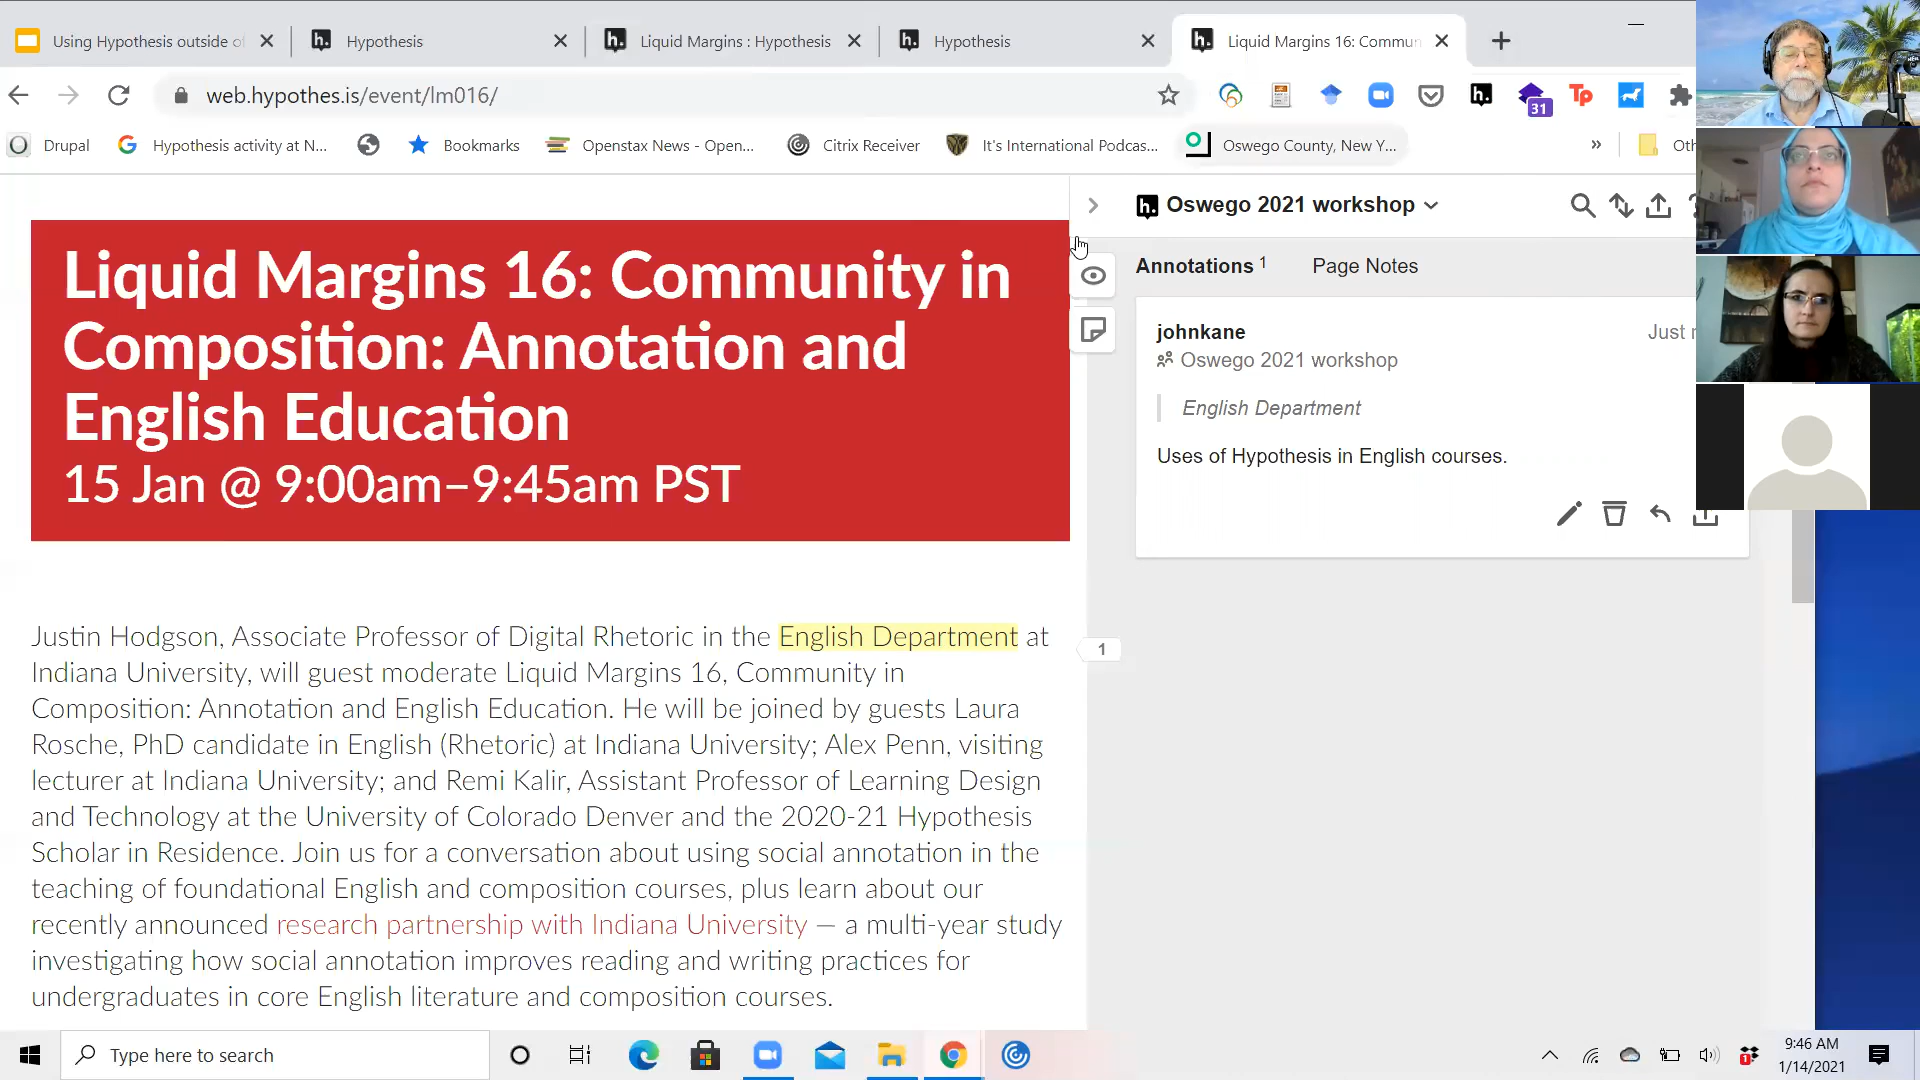 Using Hypothesis outside of
Hypothesis
Liquid Margins : Hypothesis
Hypothesis
Liquid Margins 16: Commun
web.hypothes.is/event/lm016/
31
Drupal
Hypothesis activity at N...
Bookmarks
Openstax News - Open...
Citrix Receiver
It's International Podcas...
Oswego County, New Y...
»
Oth
Liquid Margins 16: Community in
Composition: Annotation and
English Education
15 Jan @ 9:00am–9:45am PST
Justin Hodgson, Associate Professor of Digital Rhetoric in the English Department at
Indiana University, will guest moderate Liquid Margins 16, Community in
Composition: Annotation and English Education. He will be joined by guests Laura
Rosche, PhD candidate in English (Rhetoric) at Indiana University; Alex Penn, visiting
lecturer at Indiana University; and Remi Kalir, Assistant Professor of Learning Design
and Technology at the University of Colorado Denver and the 2020-21 Hypothesis
Scholar in Residence. Join us for a conversation about using social annotation in the
teaching of foundational English and composition courses, plus learn about our
recently announced research partnership with Indiana University — a multi-year study
investigating how social annotation improves reading and writing practices for
undergraduates in core English literature and composition courses.
1
h. Oswego 2021 workshop
Annotations 1
Page Notes
johnkane
Just
Oswego 2021 workshop
English Department
Uses of Hypothesis in English courses.
Type here to search
9:46 AM
1/14/2021